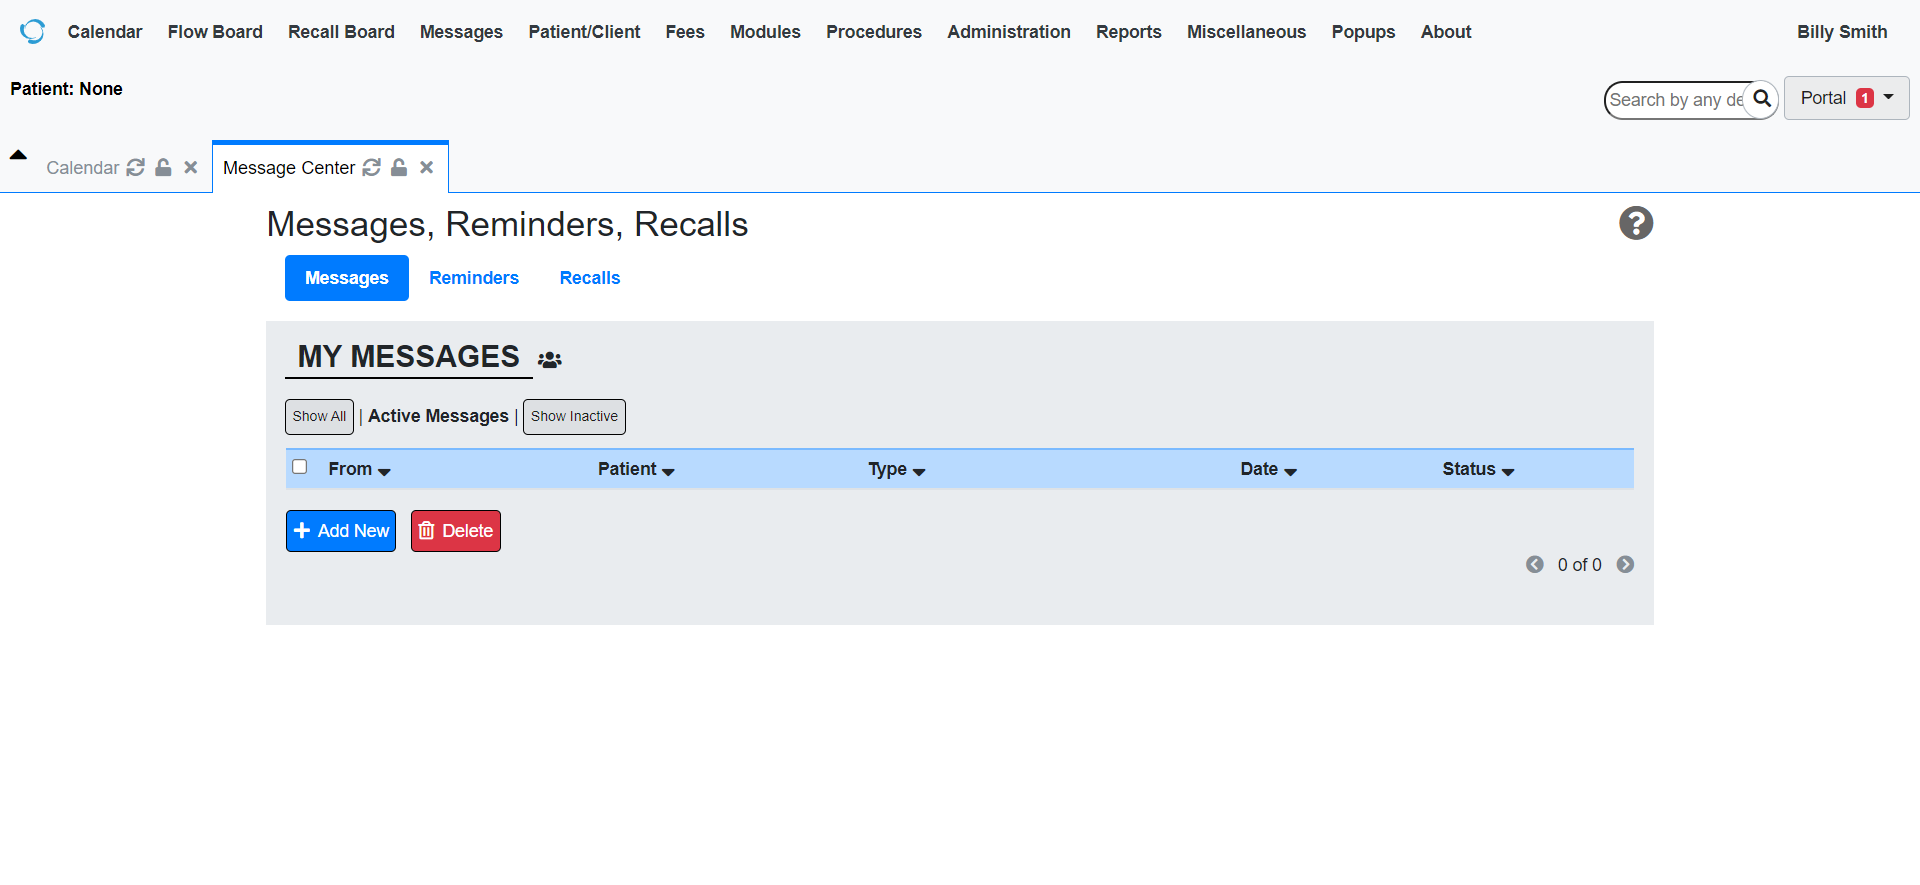 Calendar Flow Board Recall Board Messages Patient/Client Fees Modules Procedures Administration Reports Miscellaneous Popups About Billy Smith
Patient: None
Search by any de
Portal 1
Calendar Message Center
Messages, Reminders, Recalls
Messages Reminders Recalls
MY MESSAGES
Show All | Active Messages | Show Inactive
From Patient Type Date Status
Add New Delete
0 of 0